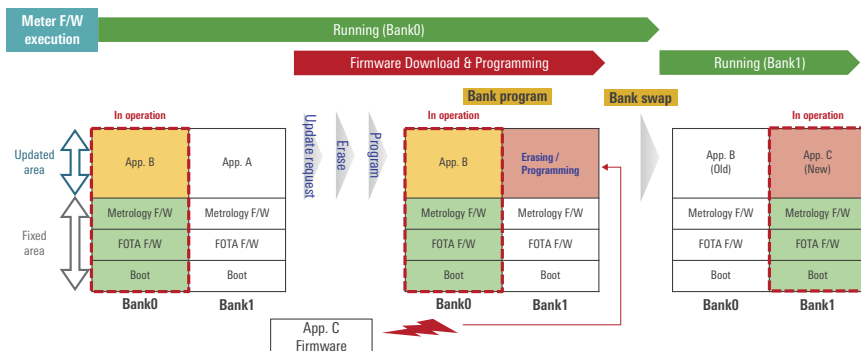 Meter F/W
execution
Running (Bank0)
Firmware Download & Programming
Running (Bank1)
Bank program
Bank swap
In operation
In operation
In operation
Updated
area
Fixed
area
App. B
App. A
Metrology F/W
Metrology F/W
FOTA F/W
FOTA F/W
Boot
Boot
Bank0
Bank1
Update request
Erase
Program
App. B
Erasing /
Programming
Metrology F/W
Metrology F/W
FOTA F/W
FOTA F/W
Boot
Boot
Bank0
Bank1
App. B
(Old)
App. C
(New)
Metrology F/W
Metrology F/W
FOTA F/W
FOTA F/W
Boot
Boot
Bank0
Bank1
App. C
Firmware